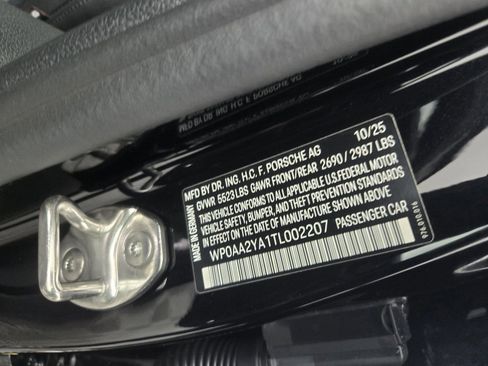 MFD BY DR. ING. H.C. F. PORSCHE AG 10/25
GVWR 5523 LBS GAWR FRONT/REAR 2690 / 2987 LBS
THIS VEHICLE CONFORMS TO ALL APPLICABLE U.S. FEDERAL MOTOR
VEHICLE SAFETY, BUMPER, AND THEFT PREVENTION STANDARDS
IN EFFECT ON THE DATE OF MANUFACTURE SHOWN ABOVE
WP0AA2YA1TL002207 PASSENGER CAR
MADE IN GERMANY